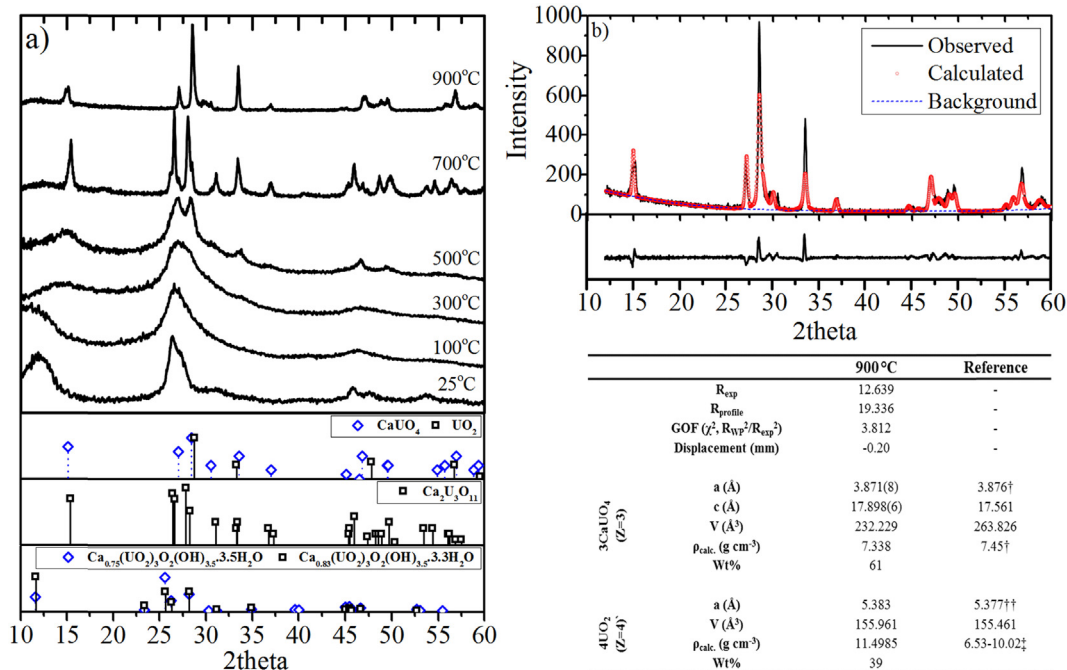 a)
900°C
700°C
500°C
300°C
100°C
25°C
CaUO₄ UO₂
Ca₂U₃O₁₁
Ca₀.₇₅(UO₂)₃O₂(OH)₃.₅.3.5H₂O Ca₀.₈₃(UO₂)₃O₂(OH)₃.₅.3.3H₂O
10 15 20 25 30 35 40 45 50 55 60
2theta
b)
Observed
Calculated
Background
Intensity
1000
800
600
400
200
0
10 15 20 25 30 35 40 45 50 55 60
2theta
900 °C Reference
R_exp 12.639 -
R_profile 19.336 -
GOF (χ², R_WP²/R_exp²) 3.812 -
Displacement (mm) -0.20 -
3CaUO₄
(Z=3)
a (Å) 3.871(8) 3.876†
c (Å) 17.898(6) 17.561
V (Å³) 232.229 263.826
ρcalc. (g cm⁻³) 7.338 7.45†
Wt% 61
4UO₂
(Z=4)
a (Å) 5.383 5.377††
V (Å³) 155.961 155.461
ρcalc. (g cm⁻³) 11.4985 6.53-10.02‡
Wt% 39